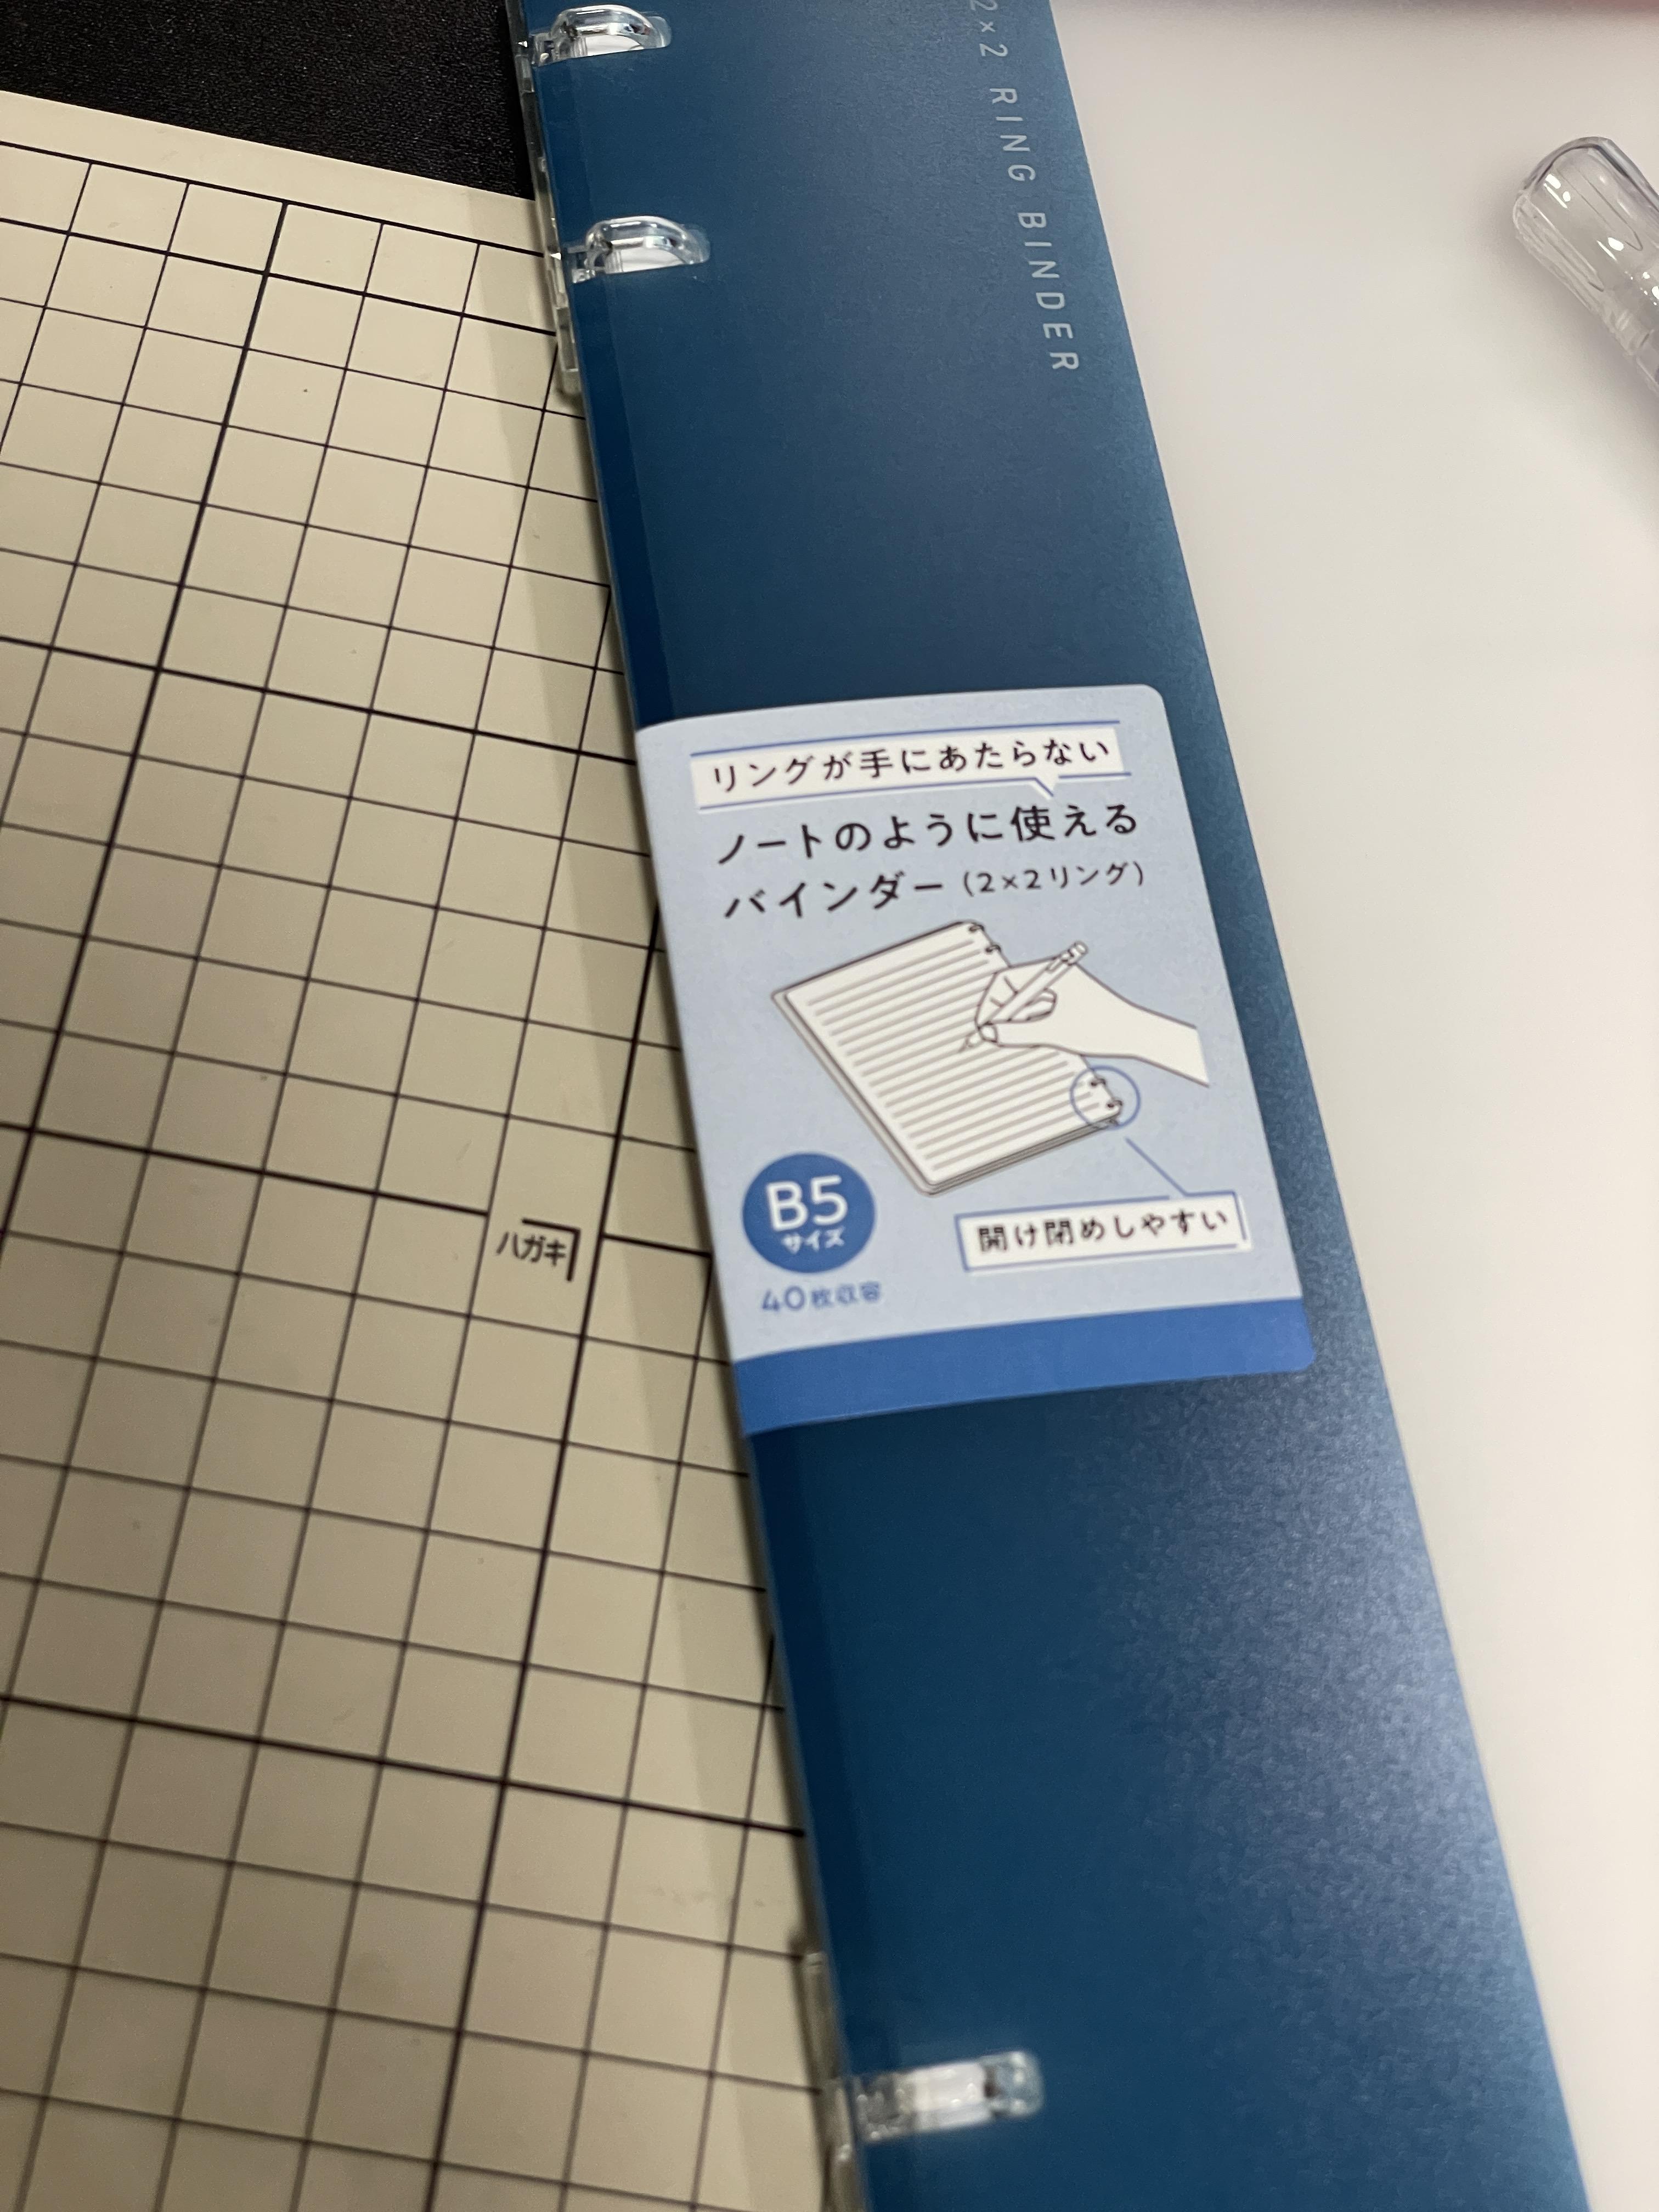 2×2 RING BINDER
リングが手にあたらない
ノートのように使える
バインダー（2×2リング）
B5
サイズ
40枚収容
開け閉めしやすい
ハガキ